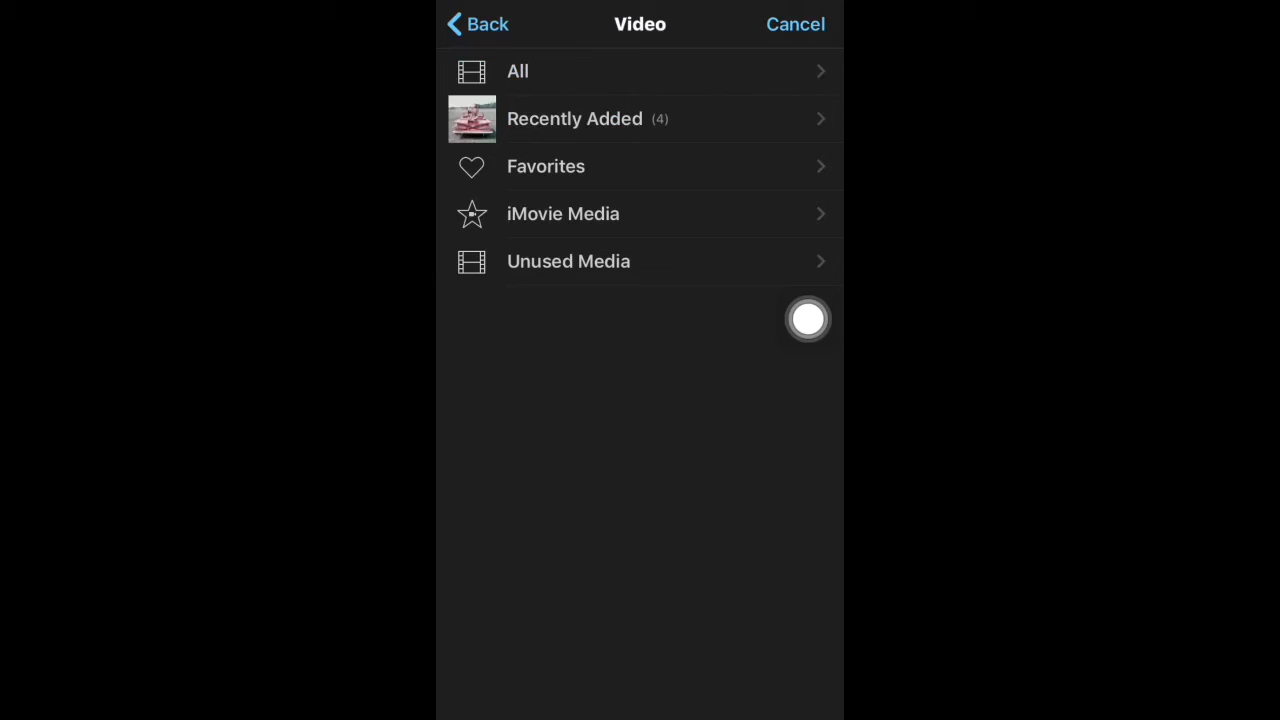 Back Video Cancel
All
Recently Added (4)
Favorites
iMovie Media
Unused Media